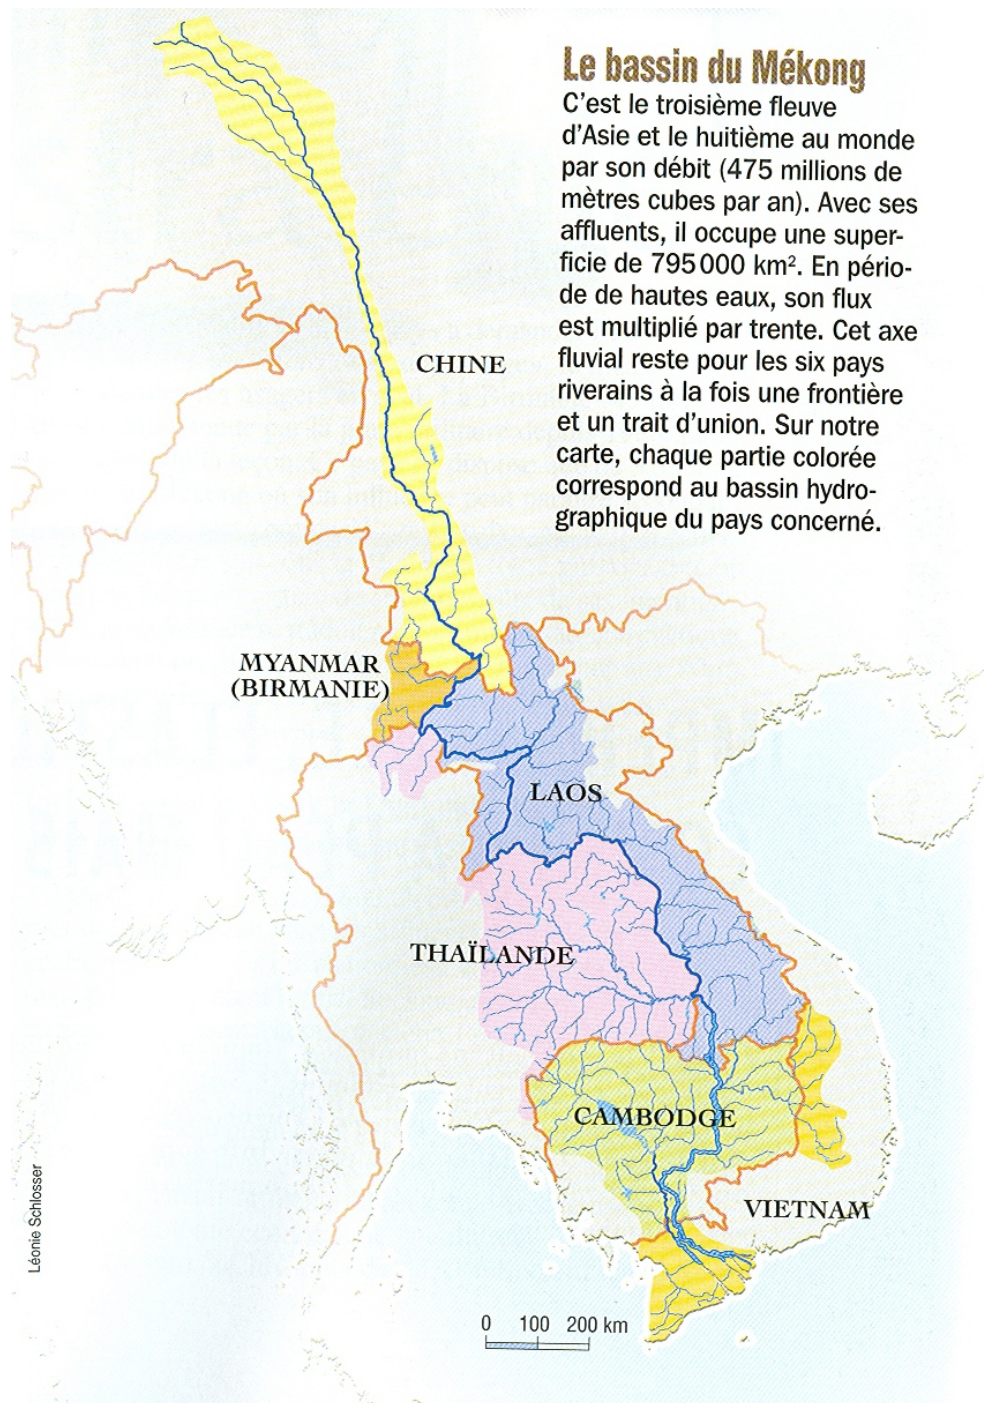 Le bassin du Mékong
C'est le troisième fleuve
d'Asie et le huitième au monde
par son débit (475 millions de
mètres cubes par an). Avec ses
affluents, il occupe une super-
ficie de 795 000 km². En pério-
de de hautes eaux, son flux
est multiplié par trente. Cet axe
fluvial reste pour les six pays
riverains à la fois une frontière
et un trait d'union. Sur notre
carte, chaque partie colorée
correspond au bassin hydro-
graphique du pays concerné.
CHINE
MYANMAR
(BIRMANIE)
LAOS
THAÏLANDE
CAMBODGE
VIETNAM
0 100 200 km
Léonie Schlosser